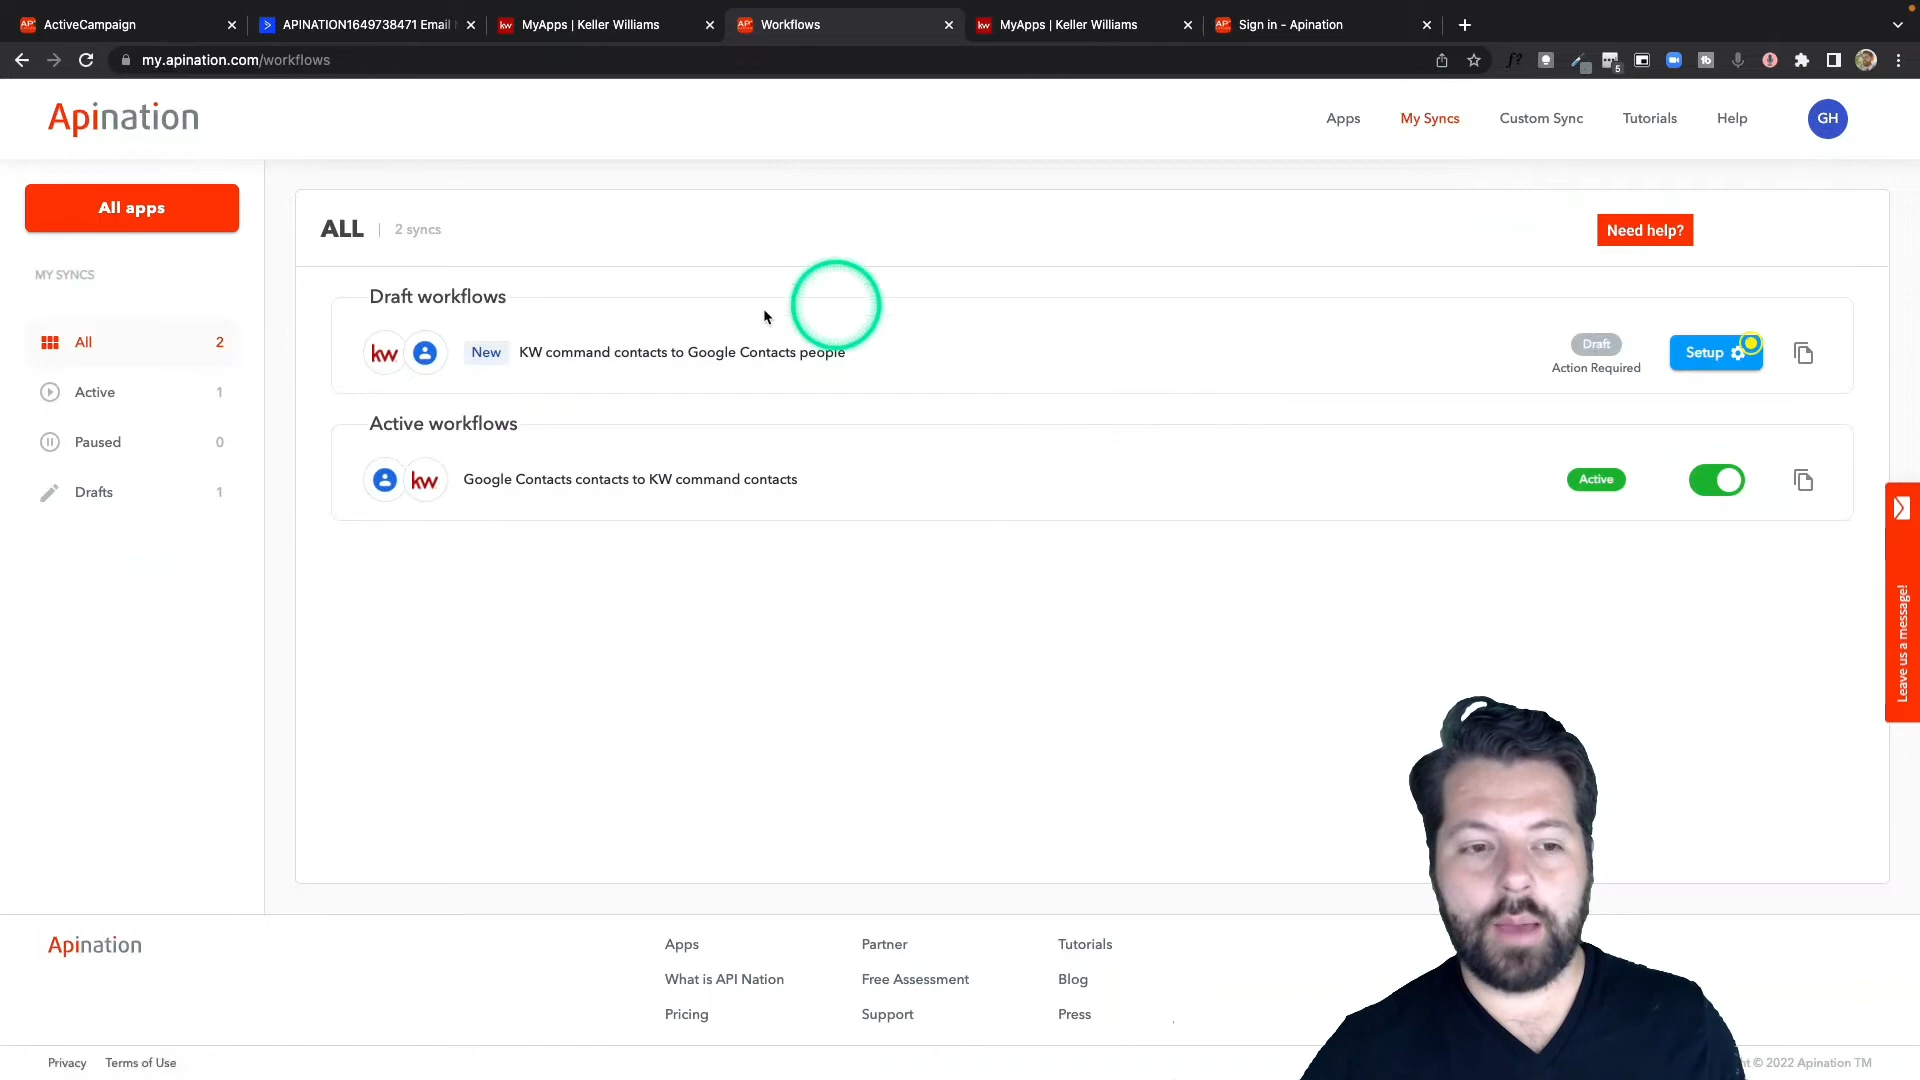 ActiveCampaign
APINATION1649738471 Email
MyApps | Keller Williams
Workflows
MyApps | Keller Williams
Sign in - Apination
my.apination.com/workflows
Apination
Apps
My Syncs
Custom Sync
Tutorials
Help
GH
All apps
ALL | 2 syncs
Need help?
MY SYNCS
All 2
Active 1
Paused 0
Drafts 1
Draft workflows
kw
New
KW command contacts to Google Contacts people
Draft
Action Required
Setup
Active workflows
kw
Google Contacts contacts to KW command contacts
Active
Leave us a message!
Apination
Apps
What is API Nation
Pricing
Partner
Free Assessment
Support
Tutorials
Blog
Press
Privacy
Terms of Use
© 2022 Apination TM